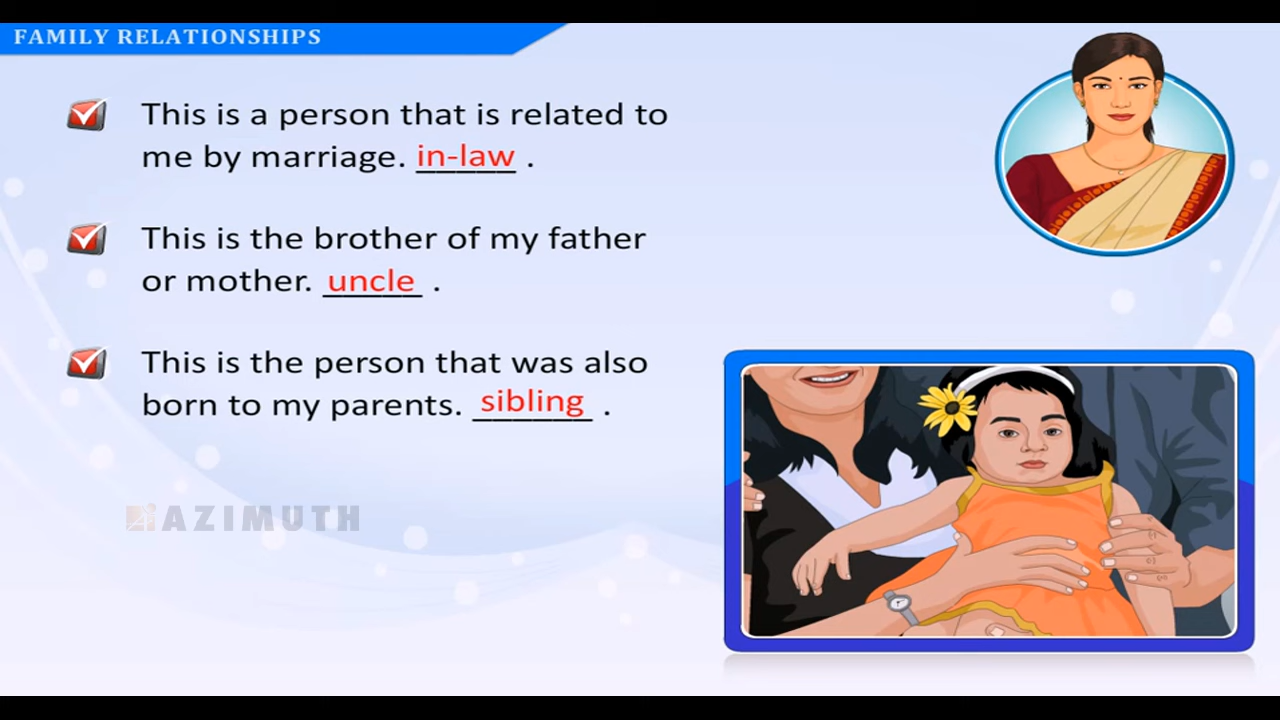 FAMILY RELATIONSHIPS
This is a person that is related to
me by marriage. in-law .
This is the brother of my father
or mother. uncle .
This is the person that was also
born to my parents. sibling .
AZIMUTH